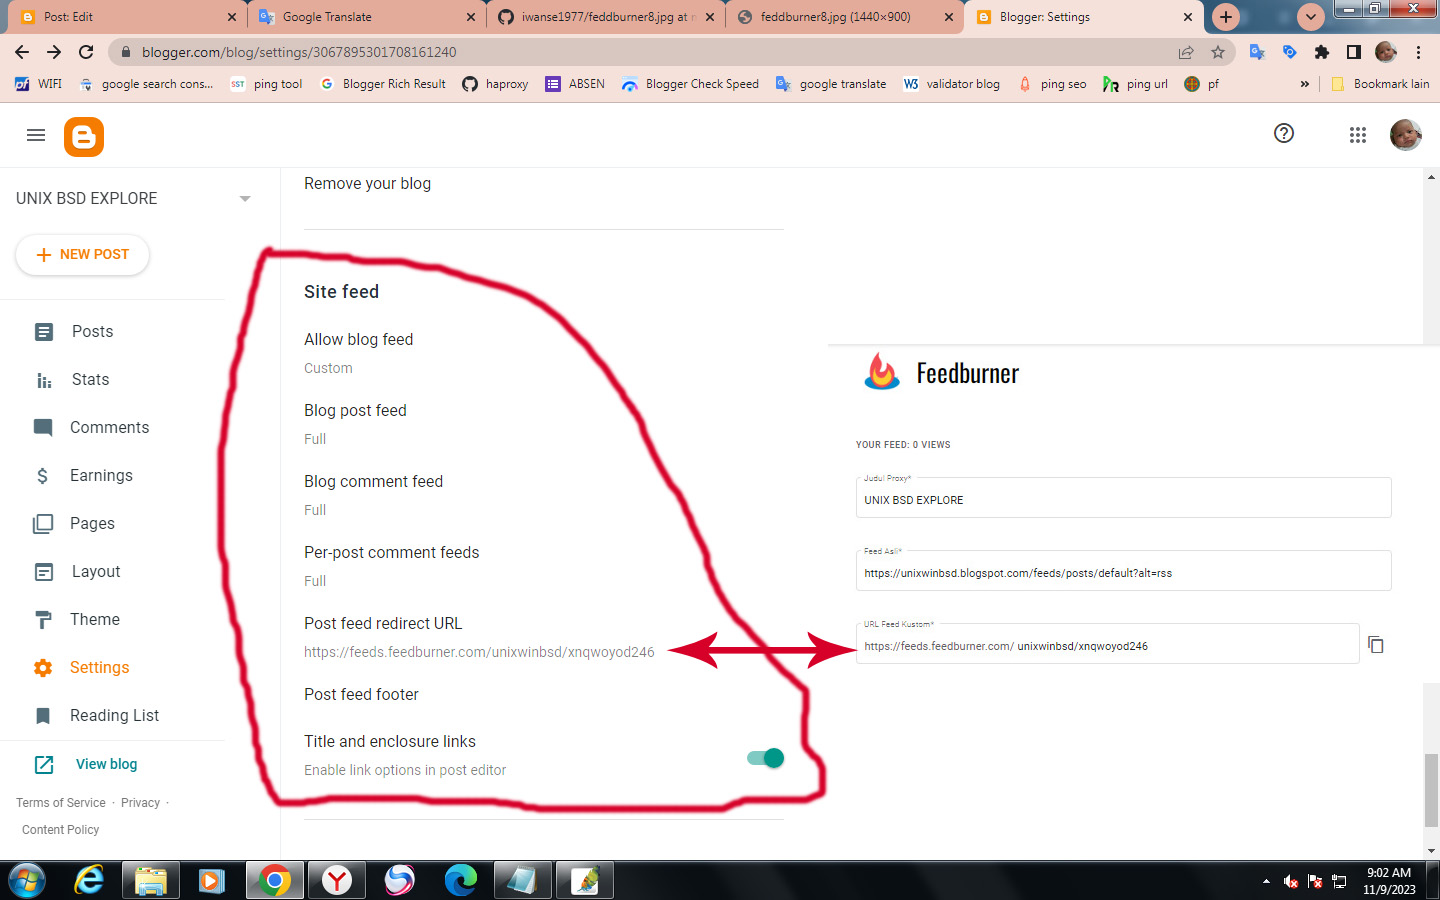 Post: Edit
Google Translate
iwanse1977/feddburner8.jpg at m
feddburner8.jpg (1440×900)
Blogger: Settings
blogger.com/blog/settings/3067895301708161240
WIFI
google search cons...
SST
ping tool
Blogger Rich Result
haproxy
ABSEN
Blogger Check Speed
google translate
validator blog
ping seo
ping url
pf
»
Bookmark lain
UNIX BSD EXPLORE
NEW POST
Posts
Stats
Comments
Earnings
Pages
Layout
Theme
Settings
Reading List
View blog
Terms of Service · Privacy ·
Content Policy
Remove your blog
Site feed
Allow blog feed
Custom
Blog post feed
Full
Blog comment feed
Full
Per-post comment feeds
Full
Post feed redirect URL
https://feeds.feedburner.com/unixwinbsd/xnqwoyod246
Post feed footer
Title and enclosure links
Enable link options in post editor
Feedburner
YOUR FEED: 0 VIEWS
Judul Proxy*
UNIX BSD EXPLORE
Feed Asli*
https://unixwinbsd.blogspot.com/feeds/posts/default?alt=rss
URL Feed Kustom*
https://feeds.feedburner.com/ unixwinbsd/xnqwoyod246
9:02 AM
11/9/2023